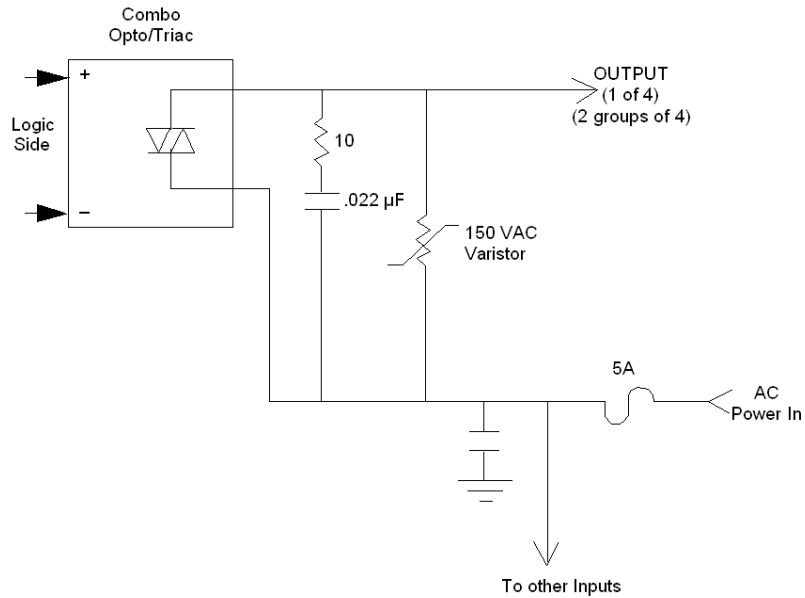 Combo
Opto/Triac
+
Logic
Side
−
OUTPUT
(1 of 4)
(2 groups of 4)
10
.022 µF
150 VAC
Varistor
5A
AC
Power In
To other Inputs